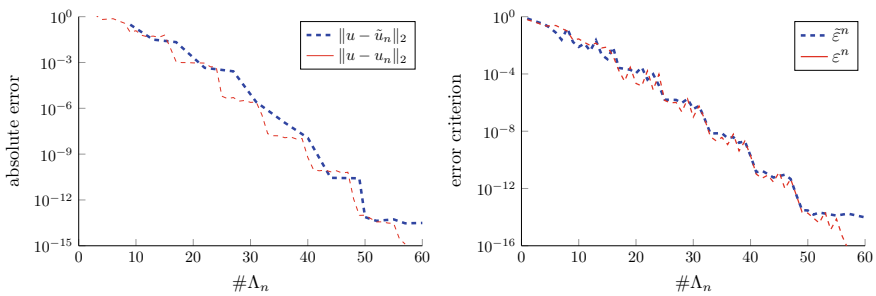 absolute error
10^0
10^−3
10^−6
10^−9
10^−12
10^−15
0 10 20 30 40 50 60
#Λ_n
‖u − ũ_n‖_2
‖u − u_n‖_2
error criterion
10^0
10^−4
10^−8
10^−12
10^−16
0 10 20 30 40 50 60
#Λ_n
ε̃^n
ε^n